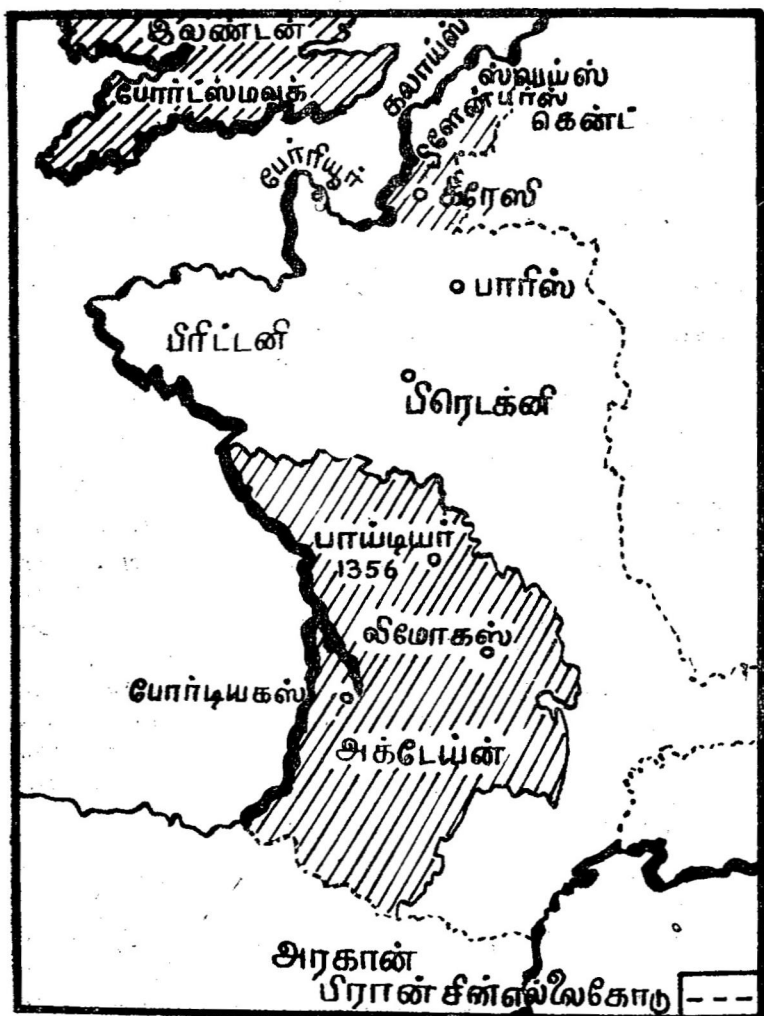 இலண்டன்
போர்ட்ஸ்மவுக்
கலாய்ஸ்
ஸ்வுய்ஸ்
கென்ட்
கிரேஸி
பாரிஸ்
பிரிட்டனி
பிரெடக்னி
பாய்டியர்
1356
லிமோகஸ்
போர்டியகஸ்
அக்டேய்ன்
அரகான்
பிரான் சின்எல்லைகோடு